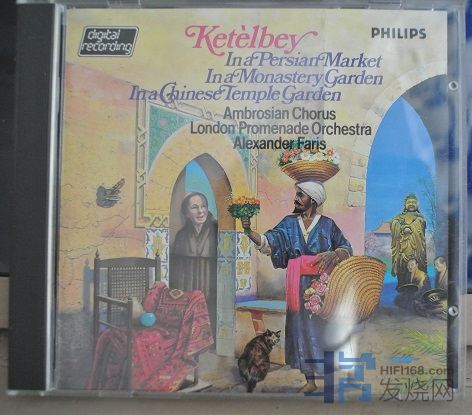 digital
recording
Ketèlbey
PHILIPS
In a Persian Market
In a Monastery Garden
In a Chinese Temple Garden
Ambrosian Chorus
London Promenade Orchestra
Alexander Faris
HIFI168.com
发烧网